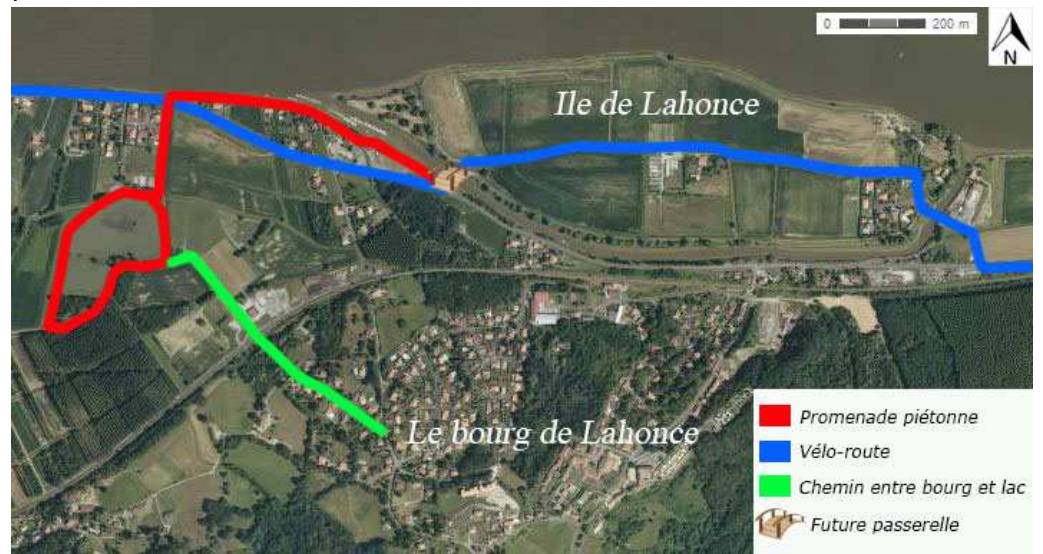 0 200 m
N
Ile de Lahonce
Le bourg de Lahonce
Promenade piétonne
Vélo-route
Chemin entre bourg et lac
Future passerelle